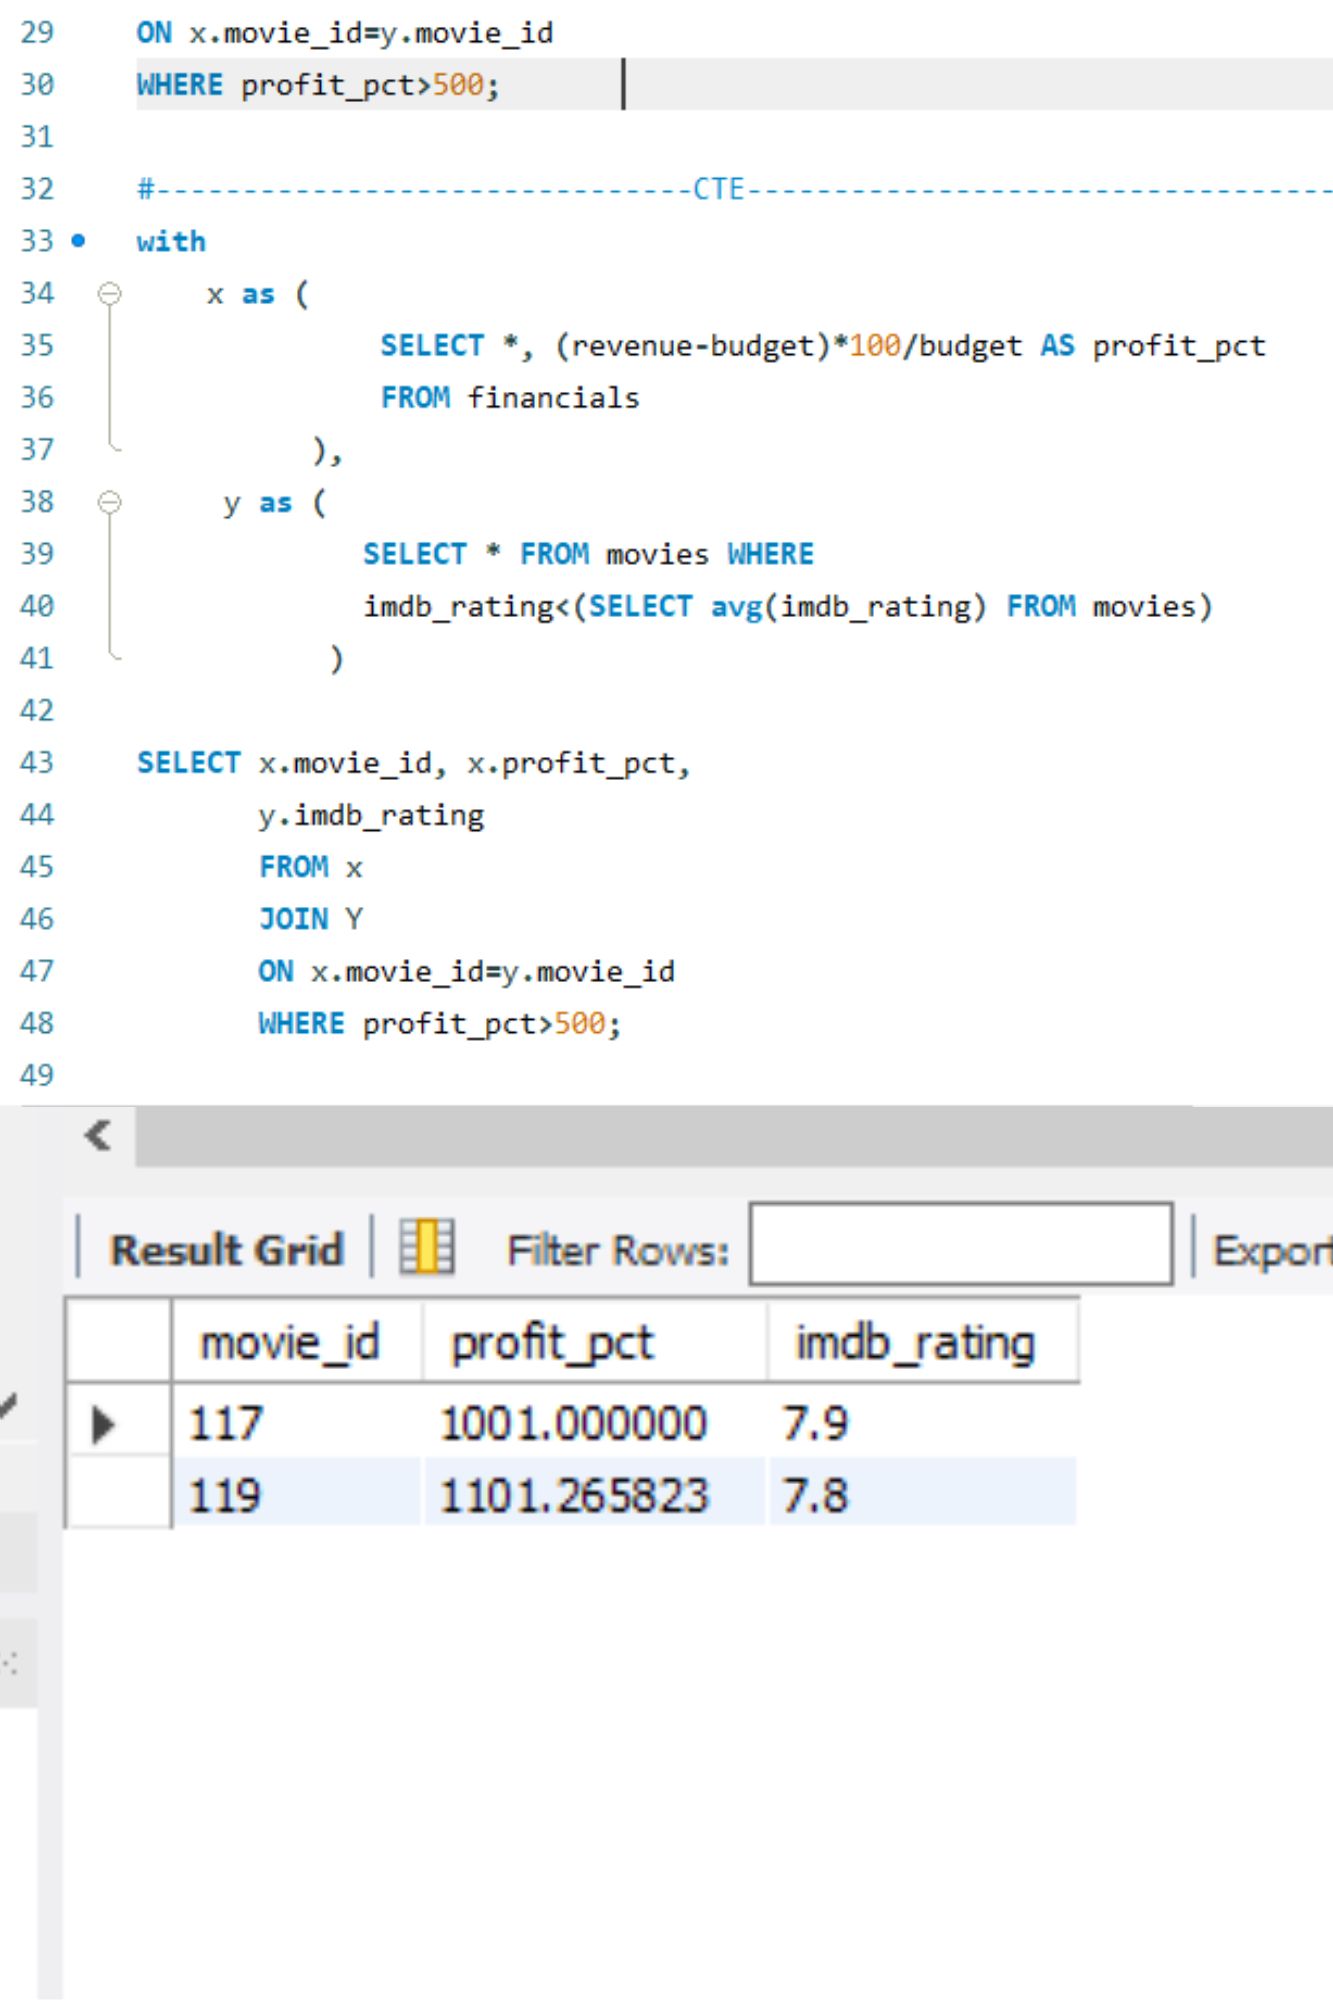 29 ON x.movie_id=y.movie_id
30 WHERE profit_pct>500;
31
32 #-------------------------------CTE----------------------------------
33 with
34 x as (
35 SELECT *, (revenue-budget)*100/budget AS profit_pct
36 FROM financials
37 ),
38 y as (
39 SELECT * FROM movies WHERE
40 imdb_rating<(SELECT avg(imdb_rating) FROM movies)
41 )
42
43 SELECT x.movie_id, x.profit_pct,
44 y.imdb_rating
45 FROM x
46 JOIN Y
47 ON x.movie_id=y.movie_id
48 WHERE profit_pct>500;
49
Result Grid Filter Rows: Export
movie_id profit_pct imdb_rating
117 1001.000000 7.9
119 1101.265823 7.8